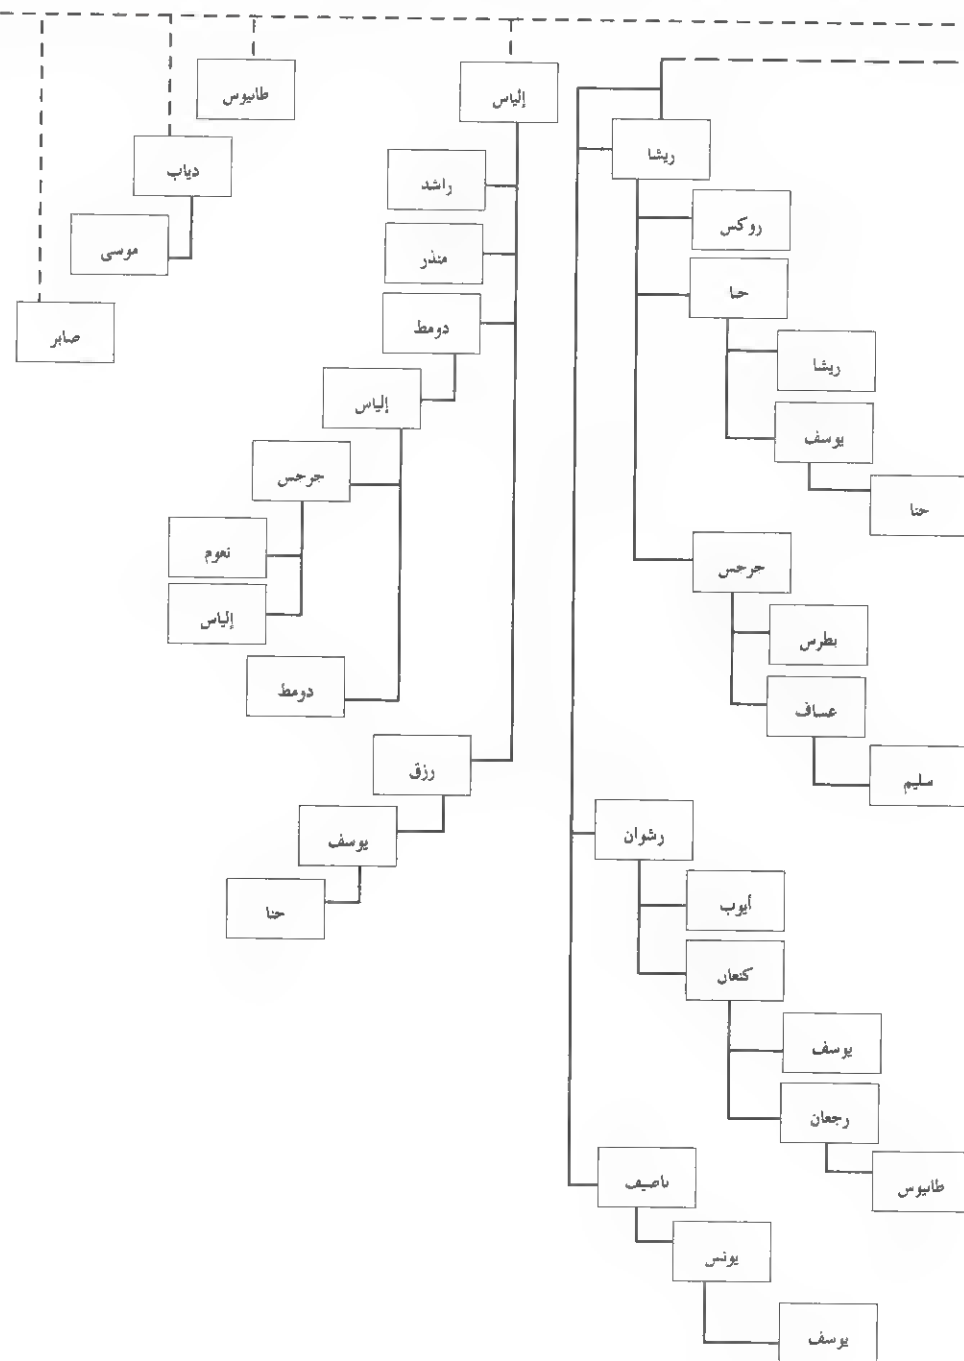 طانيوس
إلياس
ريشا
دياب
راشد
روكس
موسى
منذر
حنا
صابر
دومط
ريشا
إلياس
يوسف
جرجس
حنا
نعوم
جرجس
إلياس
بطرس
دومط
عساف
رزق
سليم
يوسف
رشوان
حنا
أيوب
كنعان
يوسف
رجعان
ناصيف
طانيوس
يونس
يوسف